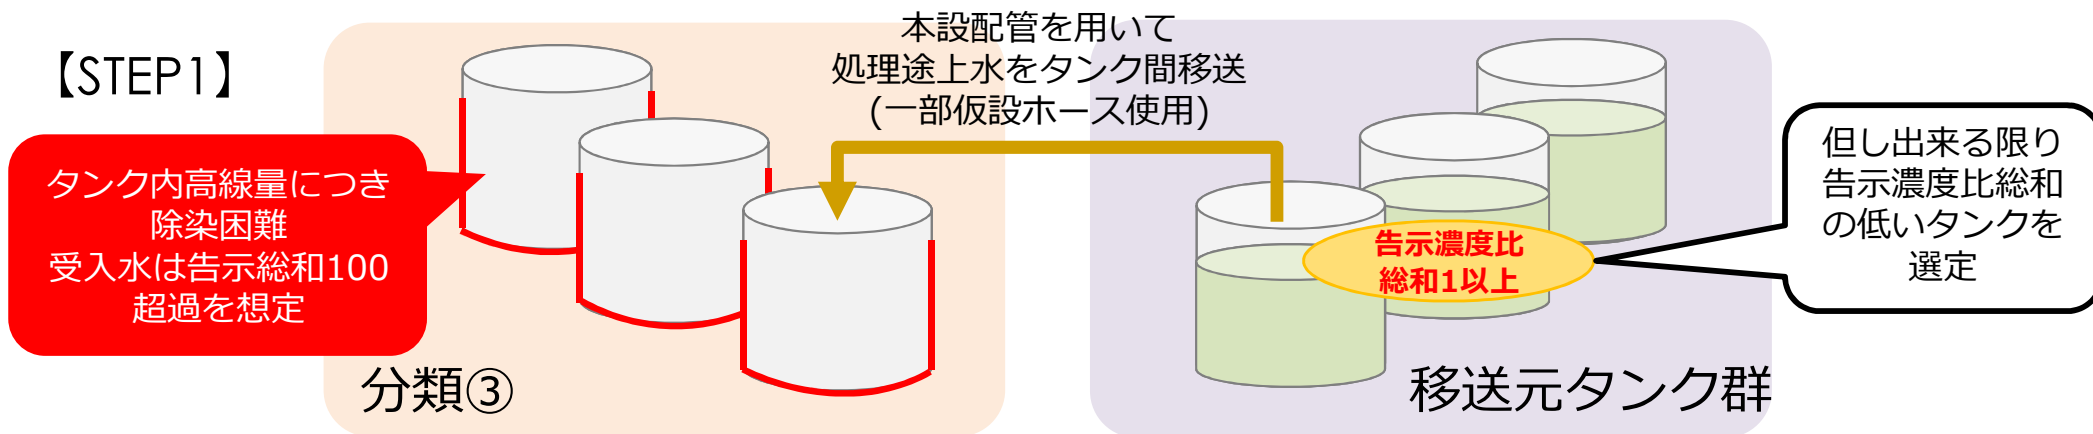 【STEP1】
本設配管を用いて
処理途上水をタンク間移送
(一部仮設ホース使用)
タンク内高線量につき
除染困難
受入水は告示総和100
超過を想定
分類③
告示濃度比
総和1以上
移送元タンク群
但し出来る限り
告示濃度比総和
の低いタンクを
選定